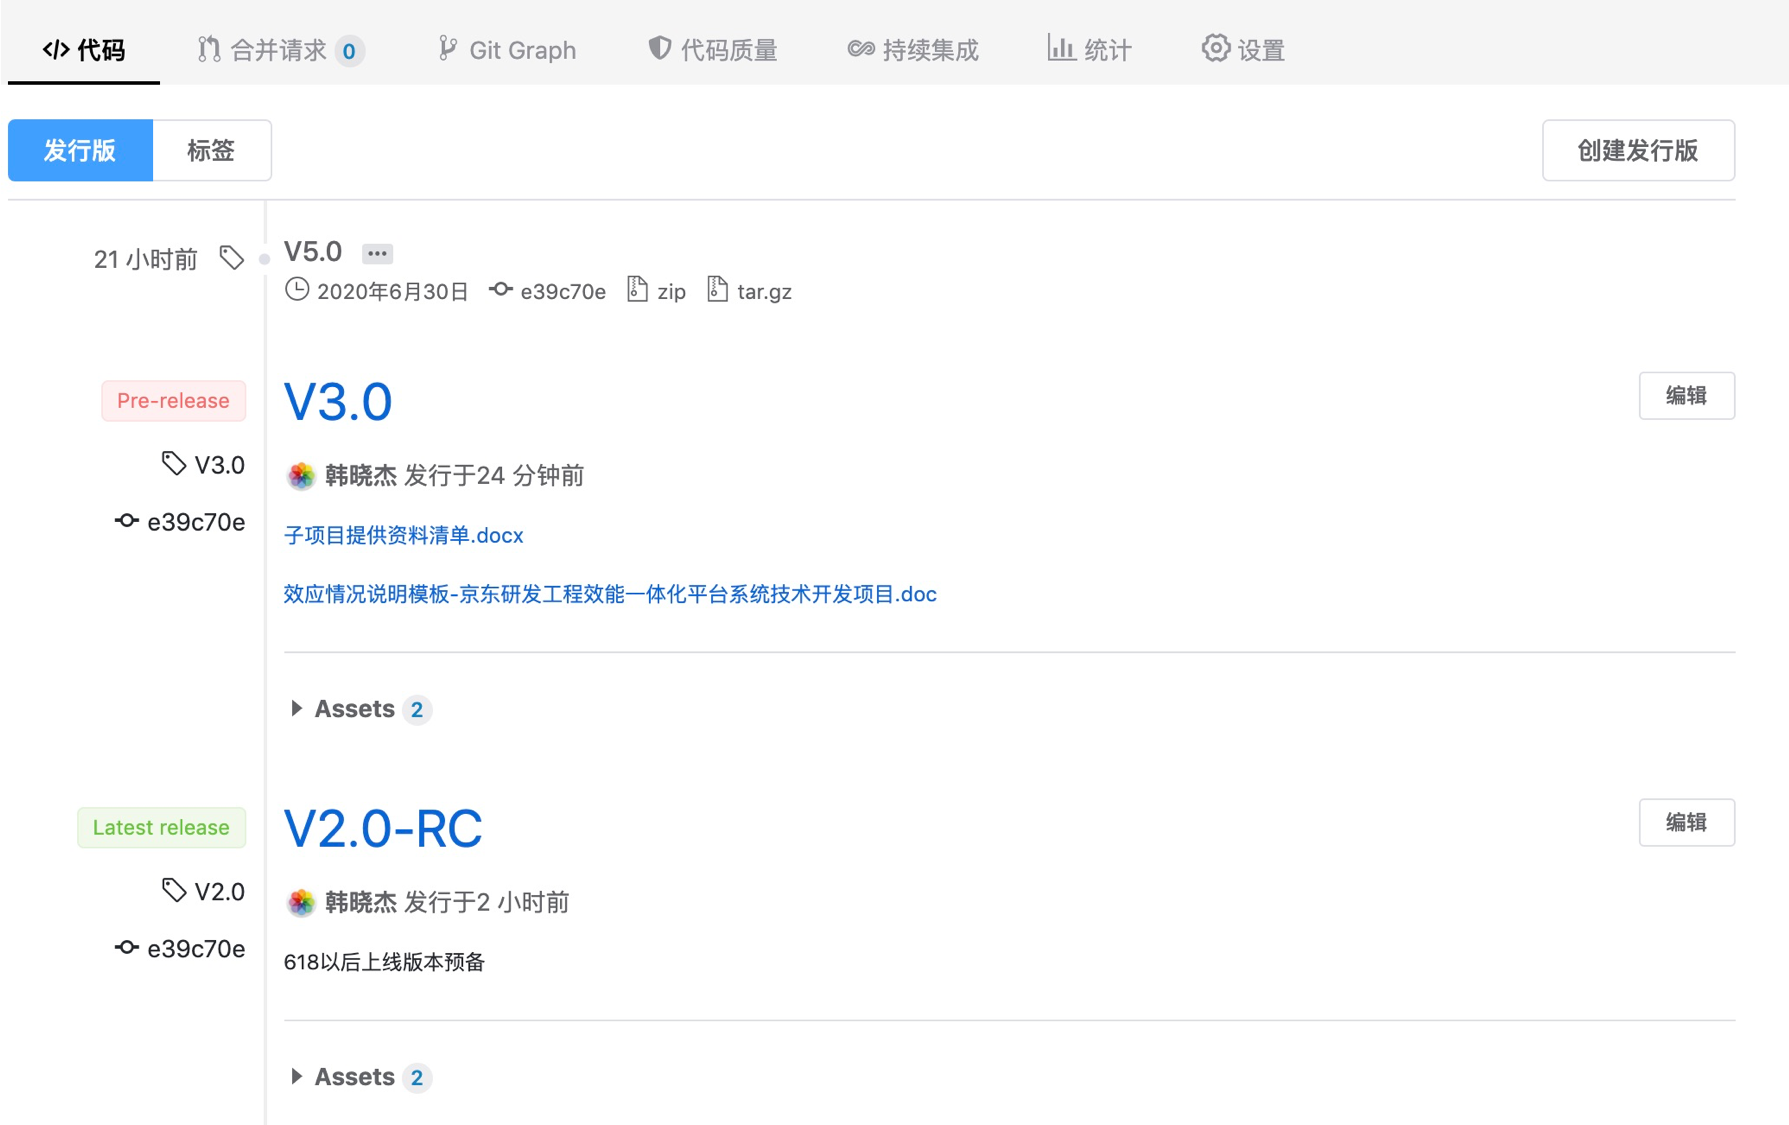 </> 代码 合并请求 0 Git Graph 代码质量 持续集成 统计 设置
发行版 标签 创建发行版
21 小时前 V5.0 ...
2020年6月30日 e39c70e zip tar.gz
Pre-release V3.0 编辑
V3.0 韩晓杰 发行于24 分钟前
e39c70e 子项目提供资料清单.docx
效应情况说明模板-京东研发工程效能一体化平台系统技术开发项目.doc
Assets 2
Latest release V2.0-RC 编辑
V2.0 韩晓杰 发行于2 小时前
e39c70e 618以后上线版本预备
Assets 2